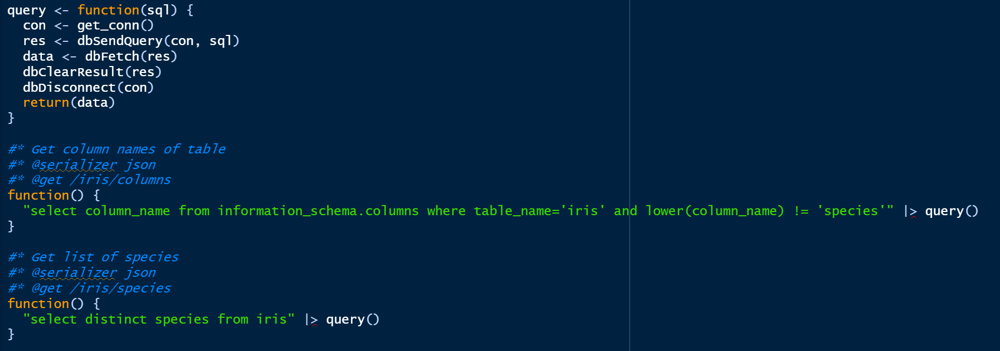 query <- function(sql) {
  con <- get_conn()
  res <- dbSendQuery(con, sql)
  data <- dbFetch(res)
  dbClearResult(res)
  dbDisconnect(con)
  return(data)
}

#* Get column names of table
#* @serializer json
#* @get /iris/columns
function() {
  "select column_name from information_schema.columns where table_name='iris' and lower(column_name) != 'species'" |> query()
}

#* Get list of species
#* @serializer json
#* @get /iris/species
function() {
  "select distinct species from iris" |> query()
}